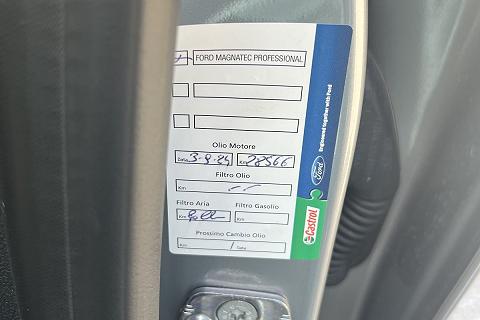 FORD MAGNATEC PROFESSIONAL
Olio Motore
Data 3-9-24 Km 28566
Filtro Olio
Km --
Filtro Aria Filtro Gasolio
Km Km
Prossimo Cambio Olio
Km / Data
Engineered together with Ford
Ford
Castrol